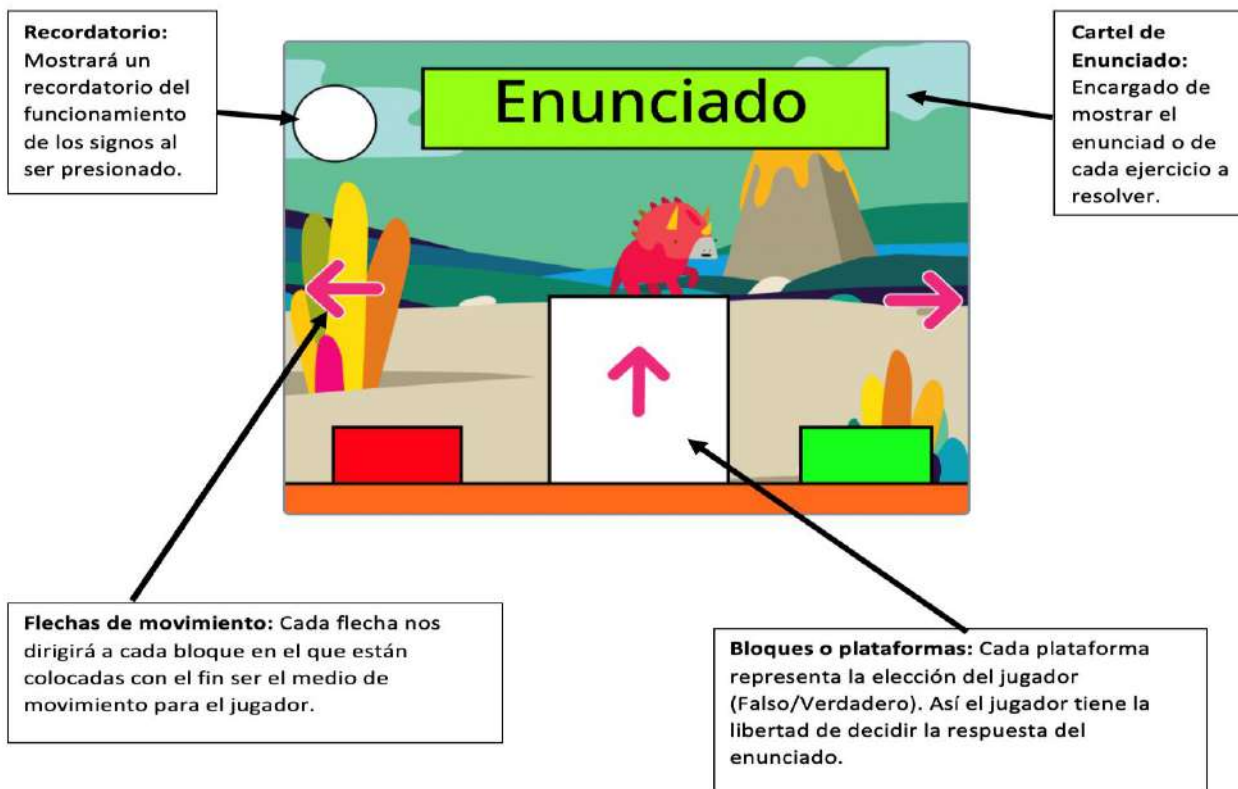 Recordatorio:
Mostrará un
recordatorio del
funcionamiento
de los signos al
ser presionado.
Enunciado
Cartel de
Enunciado:
Encargado de
mostrar el
enunciad o de
cada ejercicio a
resolver.
Flechas de movimiento: Cada flecha nos
dirigirá a cada bloque en el que están
colocadas con el fin ser el medio de
movimiento para el jugador.
Bloques o plataformas: Cada plataforma
representa la elección del jugador
(Falso/Verdadero). Así el jugador tiene la
libertad de decidir la respuesta del
enunciado.